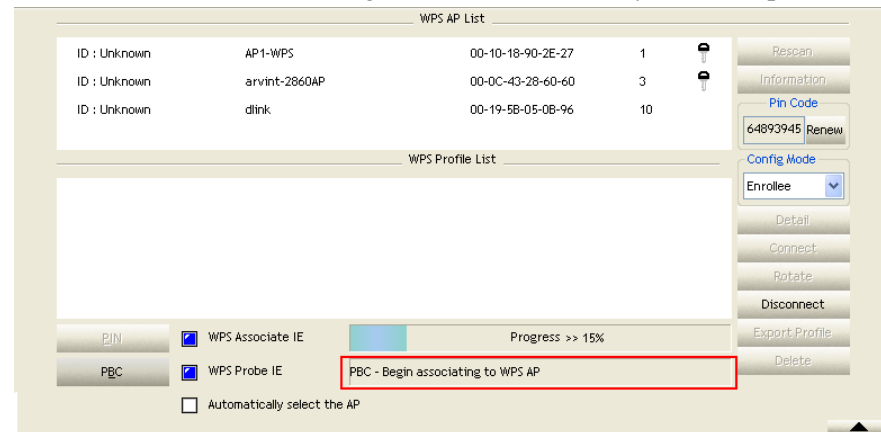 WPS AP List
ID : Unknown AP1-WPS 00-10-18-90-2E-27 1
ID : Unknown arvint-2860AP 00-0C-43-28-60-60 3
ID : Unknown dlink 00-19-5B-05-0B-96 10
Rescan
Information
Pin Code
64893945 Renew
WPS Profile List
Config Mode
Enrollee
Detail
Connect
Rotate
Disconnect
Export Profile
Delete
PIN WPS Associate IE Progress >> 15%
PBC WPS Probe IE PBC - Begin associating to WPS AP
Automatically select the AP